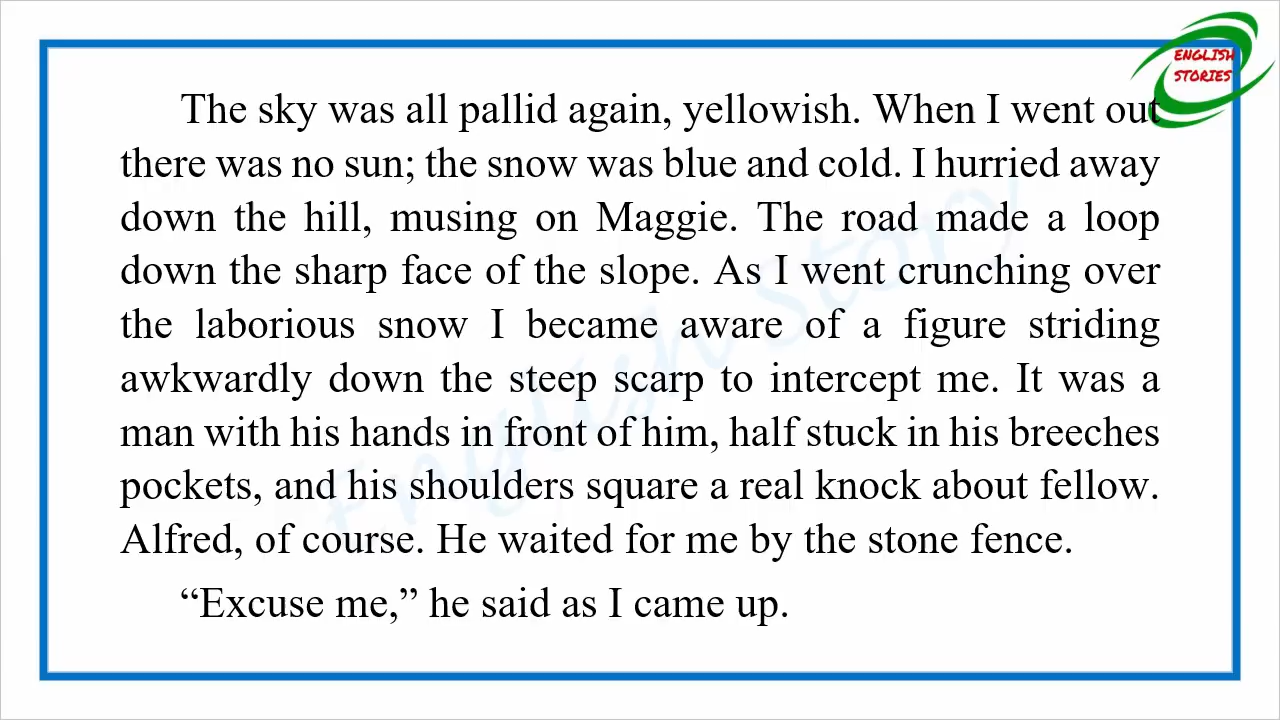 ENGLISH
STORIES
The sky was all pallid again, yellowish. When I went out
there was no sun; the snow was blue and cold. I hurried away
down the hill, musing on Maggie. The road made a loop
down the sharp face of the slope. As I went crunching over
the laborious snow I became aware of a figure striding
awkwardly down the steep scarp to intercept me. It was a
man with his hands in front of him, half stuck in his breeches
pockets, and his shoulders square a real knock about fellow.
Alfred, of course. He waited for me by the stone fence.
“Excuse me,” he said as I came up.
English Story